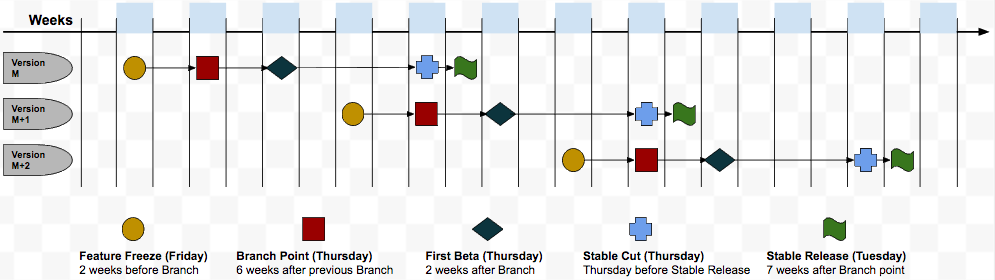 Weeks
Version
M
Version
M+1
Version
M+2
Feature Freeze (Friday)
2 weeks before Branch
Branch Point (Thursday)
6 weeks after previous Branch
First Beta (Thursday)
2 weeks after Branch
Stable Cut (Thursday)
Thursday before Stable Release
Stable Release (Tuesday)
7 weeks after Branch point